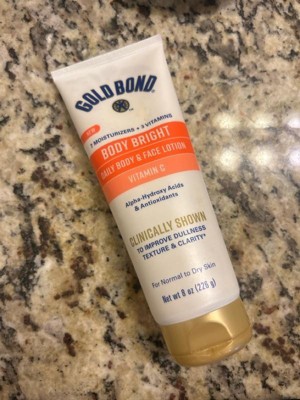 GOLD BOND
NEW
7 MOISTURIZERS + 3 VITAMINS
BODY BRIGHT
DAILY BODY & FACE LOTION
VITAMIN C
Alpha-Hydroxy Acids
& Antioxidants
CLINICALLY SHOWN
TO IMPROVE DULLNESS
TEXTURE & CLARITY*
For Normal to Dry Skin
Net wt 8 oz (226 g)